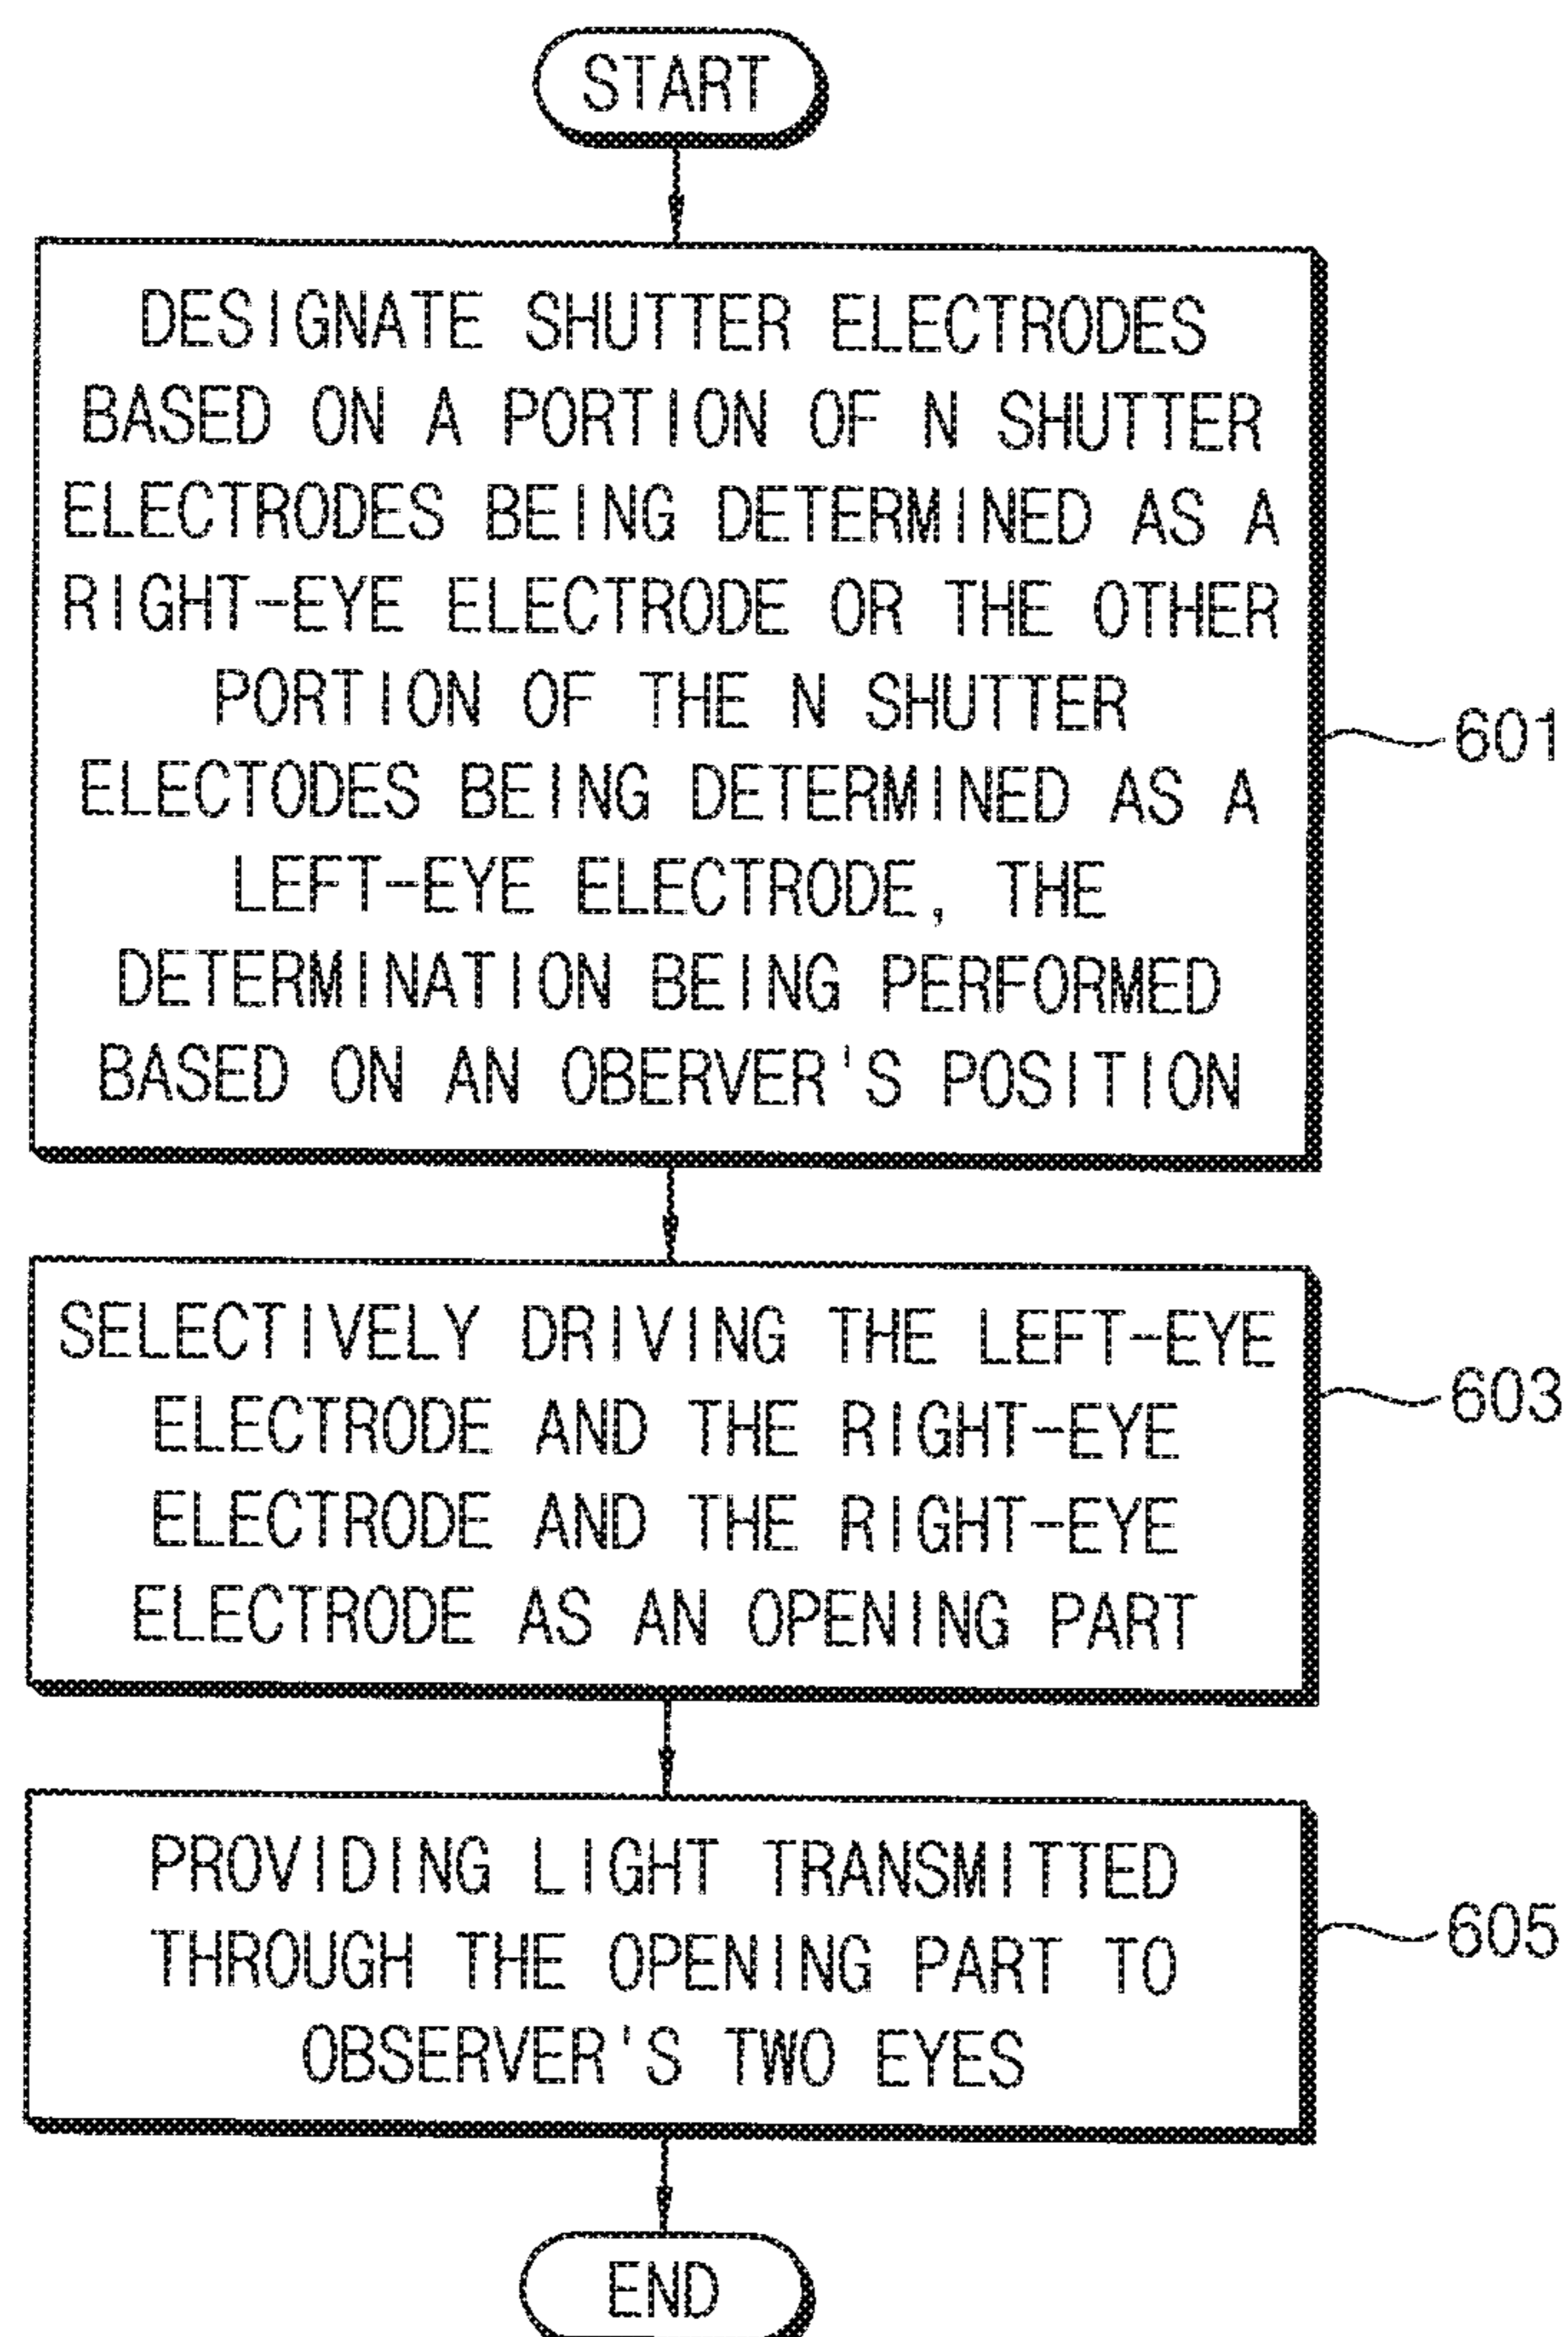 START
DESIGNATE SHUTTER ELECTRODES
BASED ON A PORTION OF N SHUTTER
ELECTRODES BEING DETERMINED AS A
RIGHT-EYE ELECTRODE OR THE OTHER
PORTION OF THE N SHUTTER
ELECTODES BEING DETERMINED AS A
LEFT-EYE ELECTRODE, THE
DETERMINATION BEING PERFORMED
BASED ON AN OBERVER'S POSITION
601
SELECTIVELY DRIVING THE LEFT-EYE
ELECTRODE AND THE RIGHT-EYE
ELECTRODE AND THE RIGHT-EYE
ELECTRODE AS AN OPENING PART
603
PROVIDING LIGHT TRANSMITTED
THROUGH THE OPENING PART TO
OBSERVER'S TWO EYES
605
END